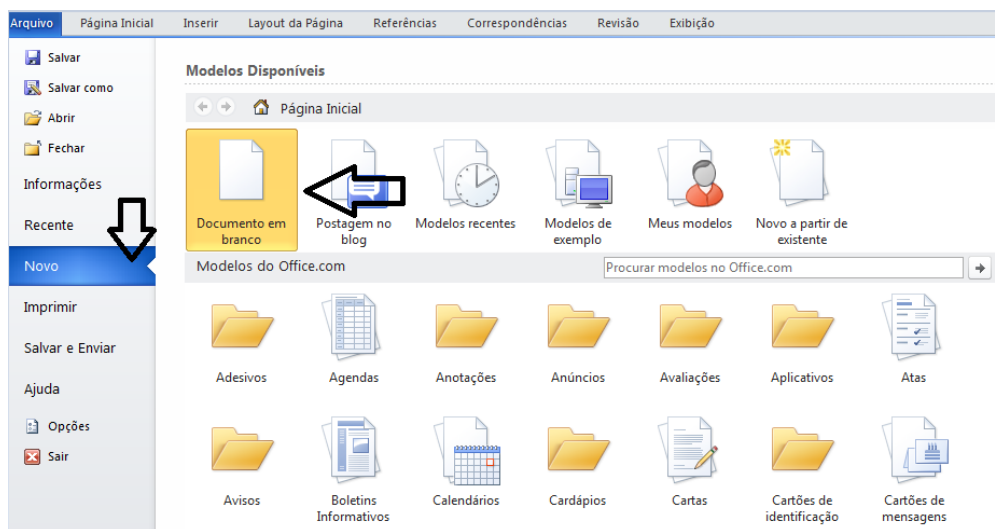 Arquivo Página Inicial Inserir Layout da Página Referências Correspondências Revisão Exibição
Salvar
Salvar como
Abrir
Fechar
Informações
Recente
Novo
Imprimir
Salvar e Enviar
Ajuda
Opções
Sair
Modelos Disponíveis
Página Inicial
Documento em
branco
Postagem no
blog
Modelos recentes
Modelos de
exemplo
Meus modelos
Novo a partir de
existente
Modelos do Office.com
Procurar modelos no Office.com
Adesivos
Agendas
Anotações
Anúncios
Avaliações
Aplicativos
Atas
Avisos
Boletins
Informativos
Calendários
Cardápios
Cartas
Cartões de
identificação
Cartões de
mensagens